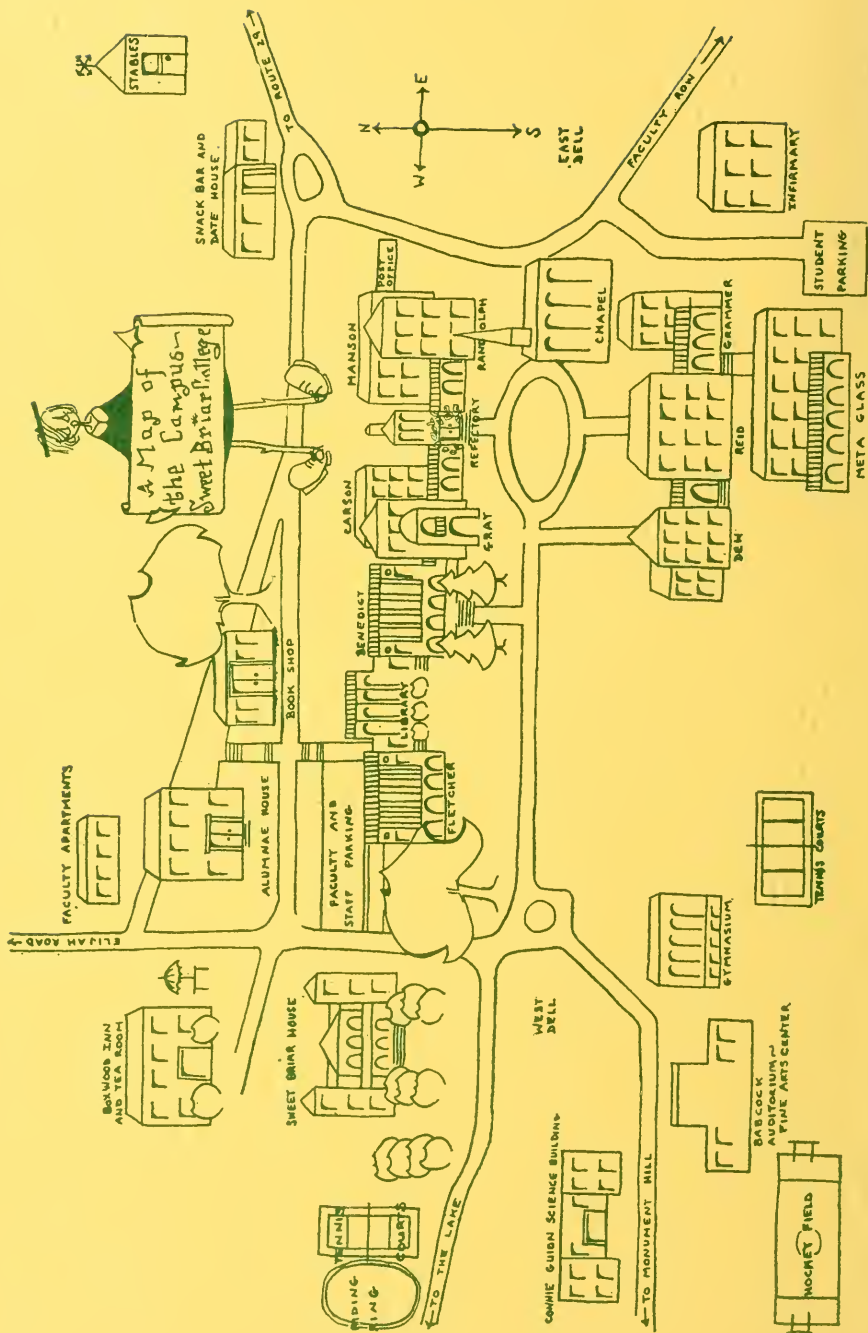 STABLES
SNACK BAR AND
DATE HOUSE.
TO ROUTE 29
A Map of
the Campus~
Sweet Briar College
N
W
E
S
EAST
DELL
FACULTY ROW
INFIRMARY
STUDENT
PARKING
POST
OFFICE
MANSON
RANDOLPH
REFECTORY
CARSON
GRAY
CHAPEL
GRAMMER
REID
META GLASS
DEW
BENEDICT
LIBRARY
FLETCHER
BOOK SHOP
ALUMNAE HOUSE
FACULTY APARTMENTS
FACULTY AND
STAFF PARKING
ELIJAH ROAD
BOXWOOD INN
AND TEA ROOM
SWEET BRIAR HOUSE
TENNIS
COURTS
RIDING
RING
TO THE LAKE
WEST
DELL
CONNIE GUION SCIENCE BUILDING
TO MONUMENT HILL
GYMNASIUM
TENNIS COURTS
BABCOCK
AUDITORIUM~
FINE ARTS CENTER
HOCKEY FIELD